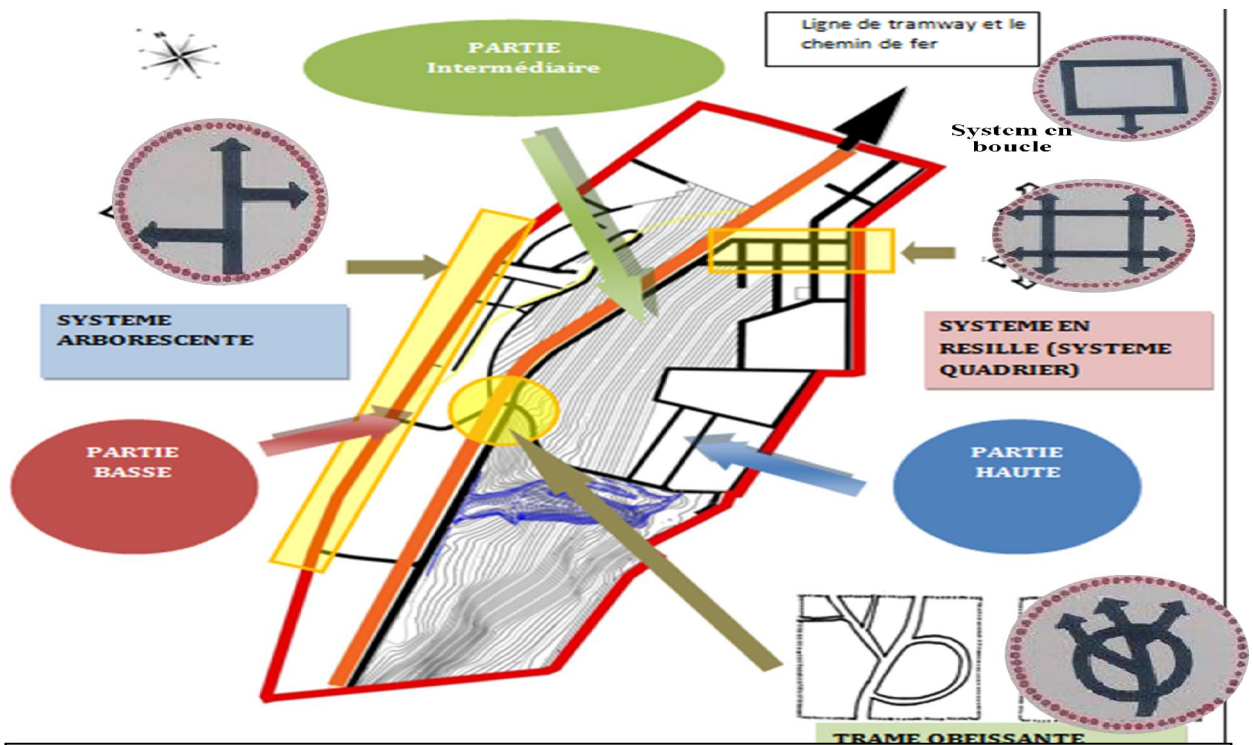 PARTIE
Intermédiaire
Ligne de tramway et le
chemin de fer
N
System en
boucle
SYSTEME
ARBORESCENTE
SYSTEME EN
RESILLE (SYSTEME
QUADRIER)
PARTIE
BASSE
PARTIE
HAUTE
TRAME OBEISSANTE